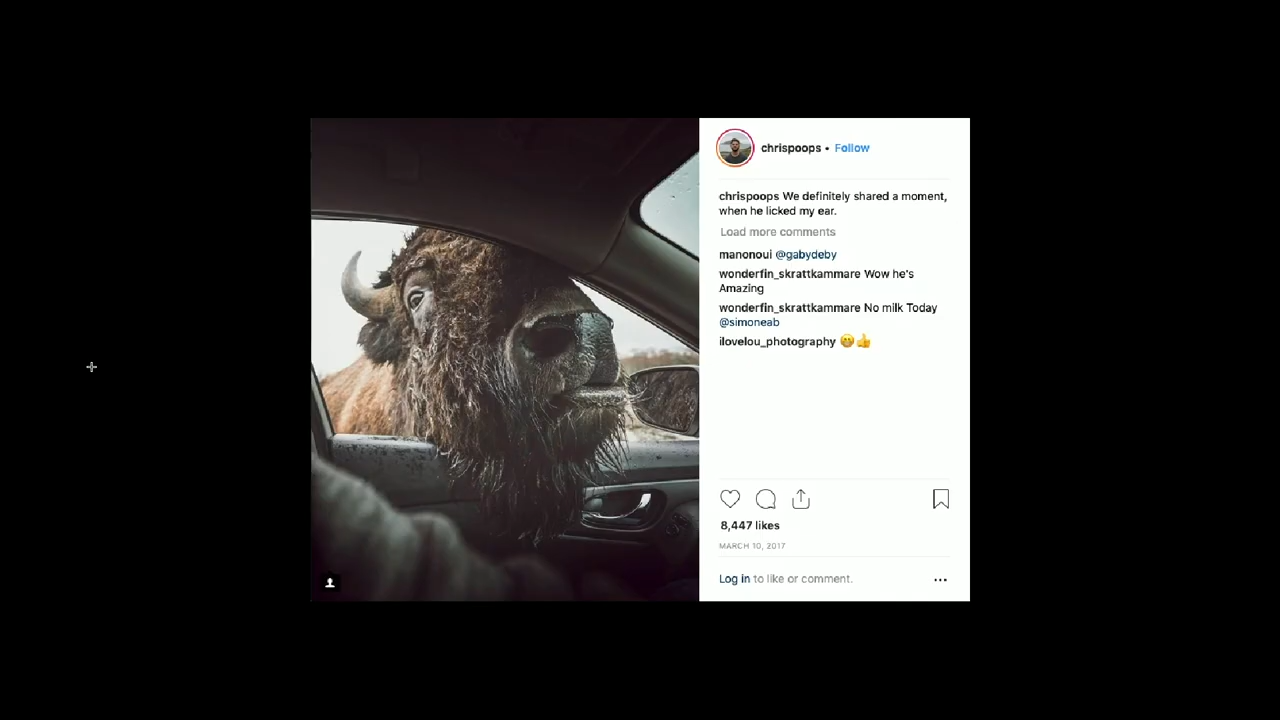 chrispoops • Follow
chrispoops We definitely shared a moment,
when he licked my ear.
Load more comments
manonoui @gabydeby
wonderfin_skrattkammare Wow he's
Amazing
wonderfin_skrattkammare No milk Today
@simoneab
ilovelou_photography 😁👍
8,447 likes
MARCH 10, 2017
Log in to like or comment.